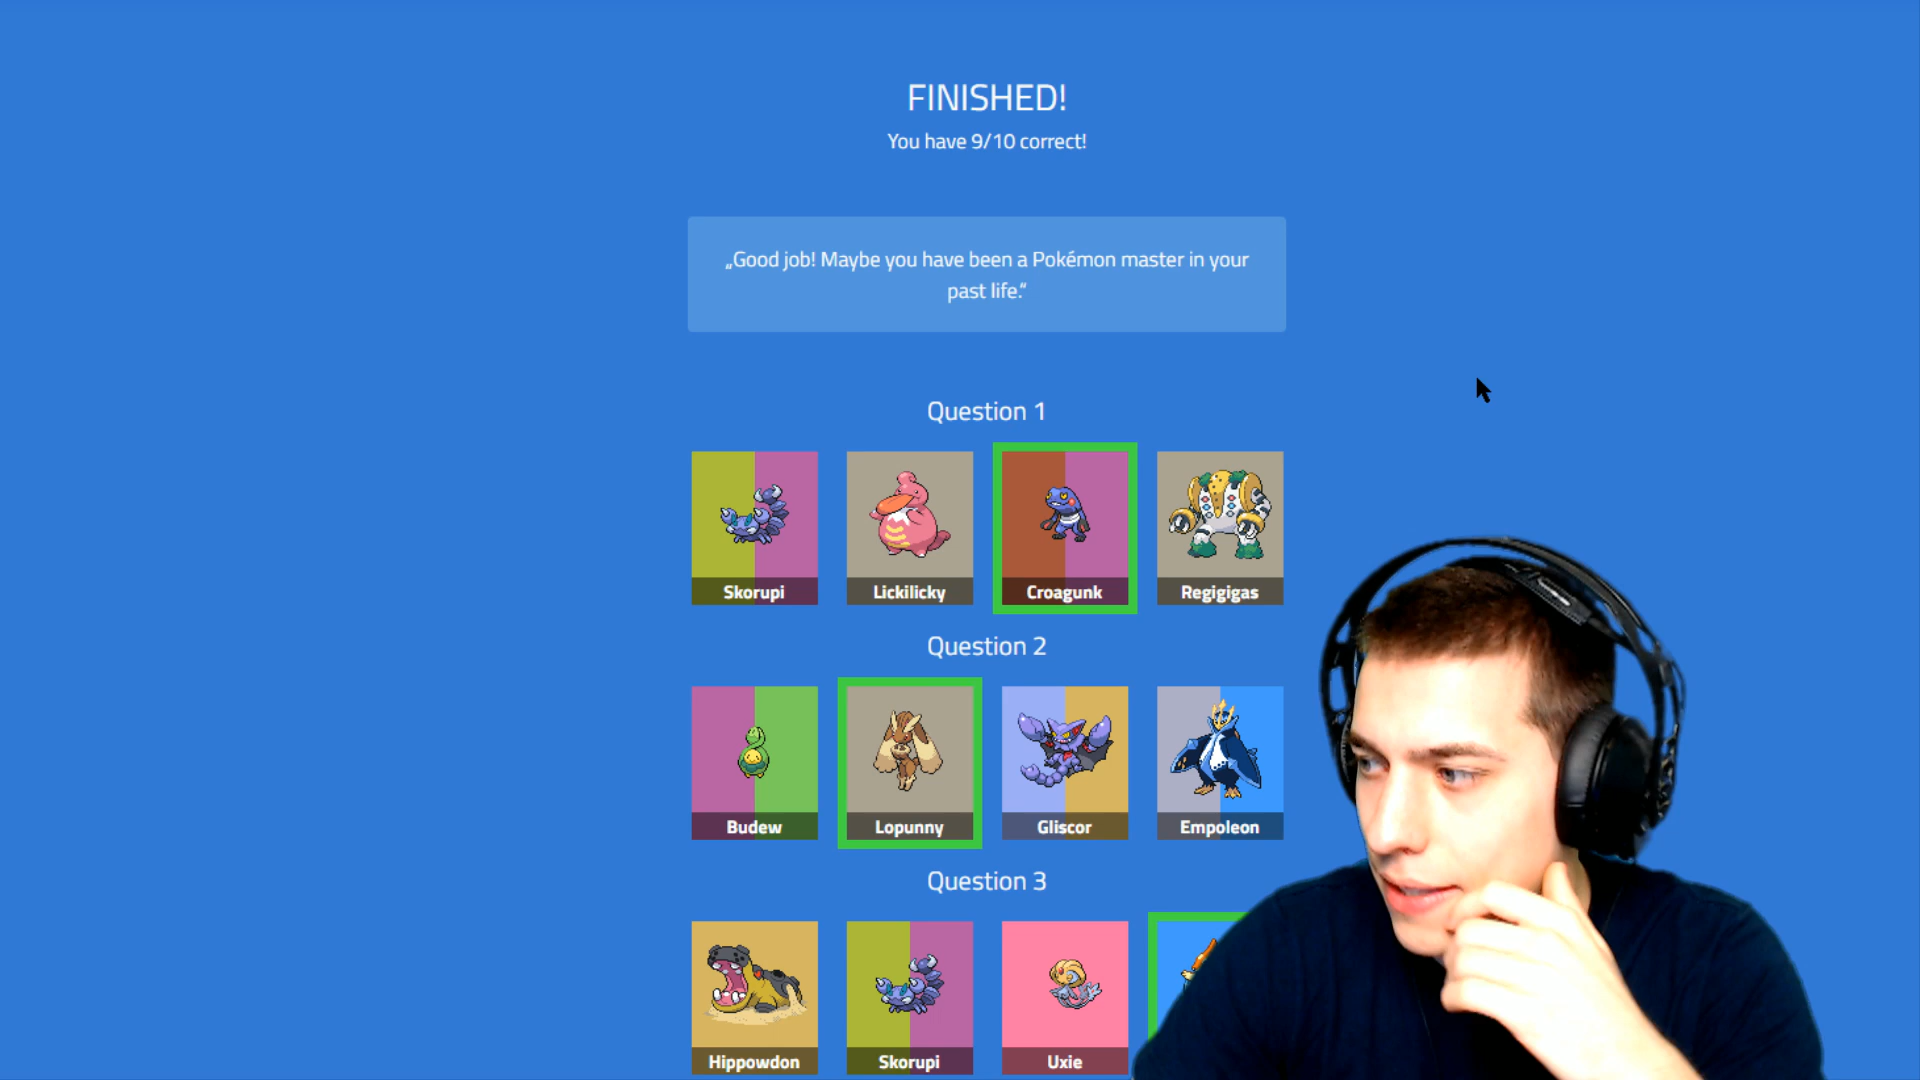 FINISHED!
You have 9/10 correct!
„Good job! Maybe you have been a Pokémon master in your
past life.“
Question 1
Skorupi
Lickilicky
Croagunk
Regigigas
Question 2
Budew
Lopunny
Gliscor
Empoleon
Question 3
Hippowdon
Skorupi
Uxie